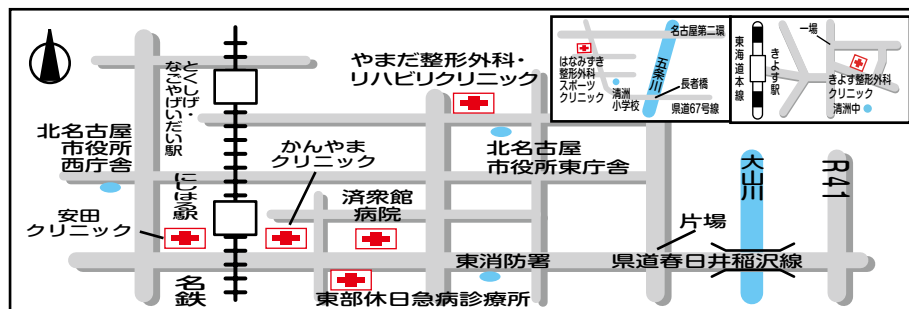 とくしげ・
なごやげいだい駅
やまだ整形外科・
リハビリクリニック
北名古屋
市役所
西庁舎
かんやま
クリニック
北名古屋
市役所東庁舎
にしはる駅
済衆館
病院
安田
クリニック
名鉄
東部休日急病診療所
東消防署
片場
県道春日井稲沢線
大山川
R41
名古屋第二環
はなみずき
整形外科
スポーツ
クリニック
清洲
小学校
五条川
長者橋
県道67号線
一場
東海道本線
きよす駅
きよす整形外科
クリニック
清洲中